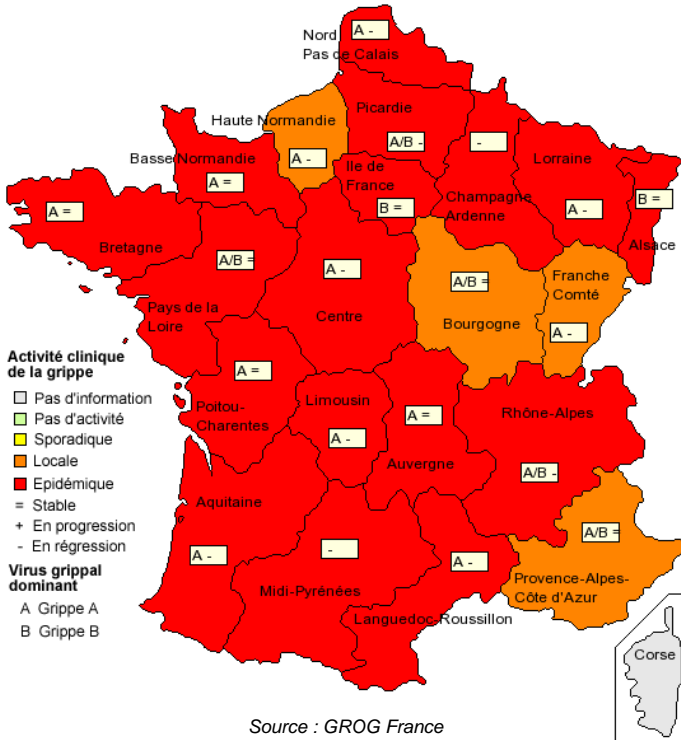 A -
Nord
Pas de Calais
Picardie
Haute Normandie
A/B -
-
Lorraine
Basse Normandie
A -
Ile de
France
A =
Champagne
Ardenne
A -
B =
A =
B =
Bretagne
A/B =
A -
Alsace
A/B =
Franche
Comté
Pays de la
Loire
Centre
Bourgogne
A -
Activité clinique
de la grippe
Pas d'information
Pas d'activité
Sporadique
Locale
Epidémique
= Stable
+ En progression
- En régression
Virus grippal
dominant
A Grippe A
B Grippe B
A =
Poitou-
Charentes
Limousin
A -
A =
Auvergne
Rhône-Alpes
A/B -
Aquitaine
A -
-
Midi-Pyrénées
A -
Languedoc-Roussillon
A/B =
Provence-Alpes-
Côte d'Azur
Corse
Source : GROG France